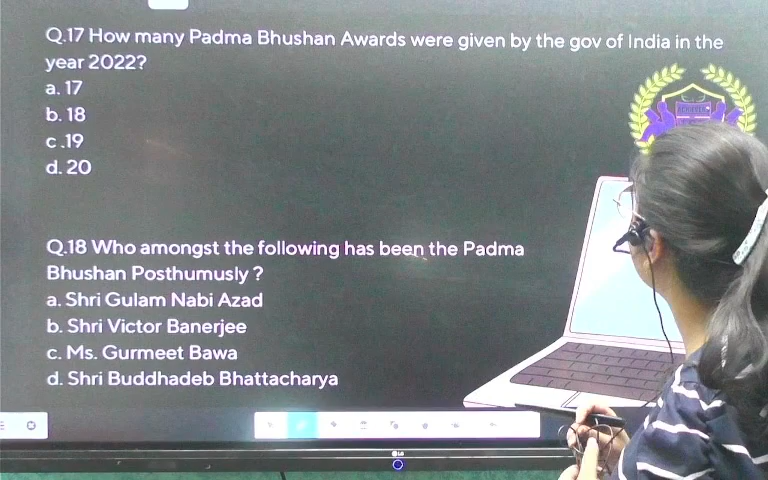 Q.17 How many Padma Bhushan Awards were given by the gov of India in the
year 2022?
a. 17
b. 18
c .19
d. 20
Q.18 Who amongst the following has been the Padma
Bhushan Posthumusly ?
a. Shri Gulam Nabi Azad
b. Shri Victor Banerjee
c. Ms. Gurmeet Bawa
d. Shri Buddhadeb Bhattacharya
LG